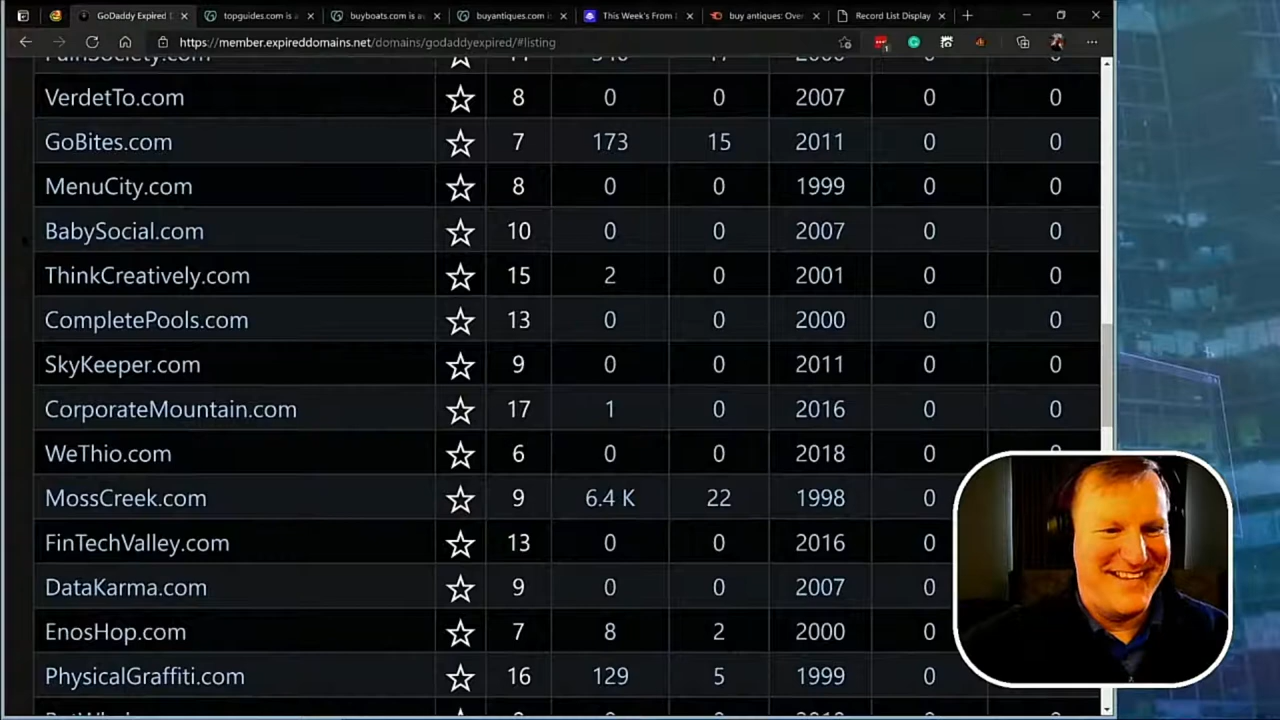 GoDaddy Expired topguides.com is a buyboats.com is a buyantiques.com is This Week's From buy antiques: Over Record List Display
https://member.expireddomains.net/domains/godaddyexpired/#listing
VerdetTo.com 8 0 0 2007 0 0
GoBites.com 7 173 15 2011 0 0
MenuCity.com 8 0 0 1999 0 0
BabySocial.com 10 0 0 2007 0 0
ThinkCreatively.com 15 2 0 2001 0 0
CompletePools.com 13 0 0 2000 0 0
SkyKeeper.com 9 0 0 2011 0 0
CorporateMountain.com 17 1 0 2016 0 0
WeThio.com 6 0 0 2018 0
MossCreek.com 9 6.4 K 22 1998 0
FinTechValley.com 13 0 0 2016 0
DataKarma.com 9 0 0 2007 0
EnosHop.com 7 8 2 2000 0
PhysicalGraffiti.com 16 129 5 1999 0